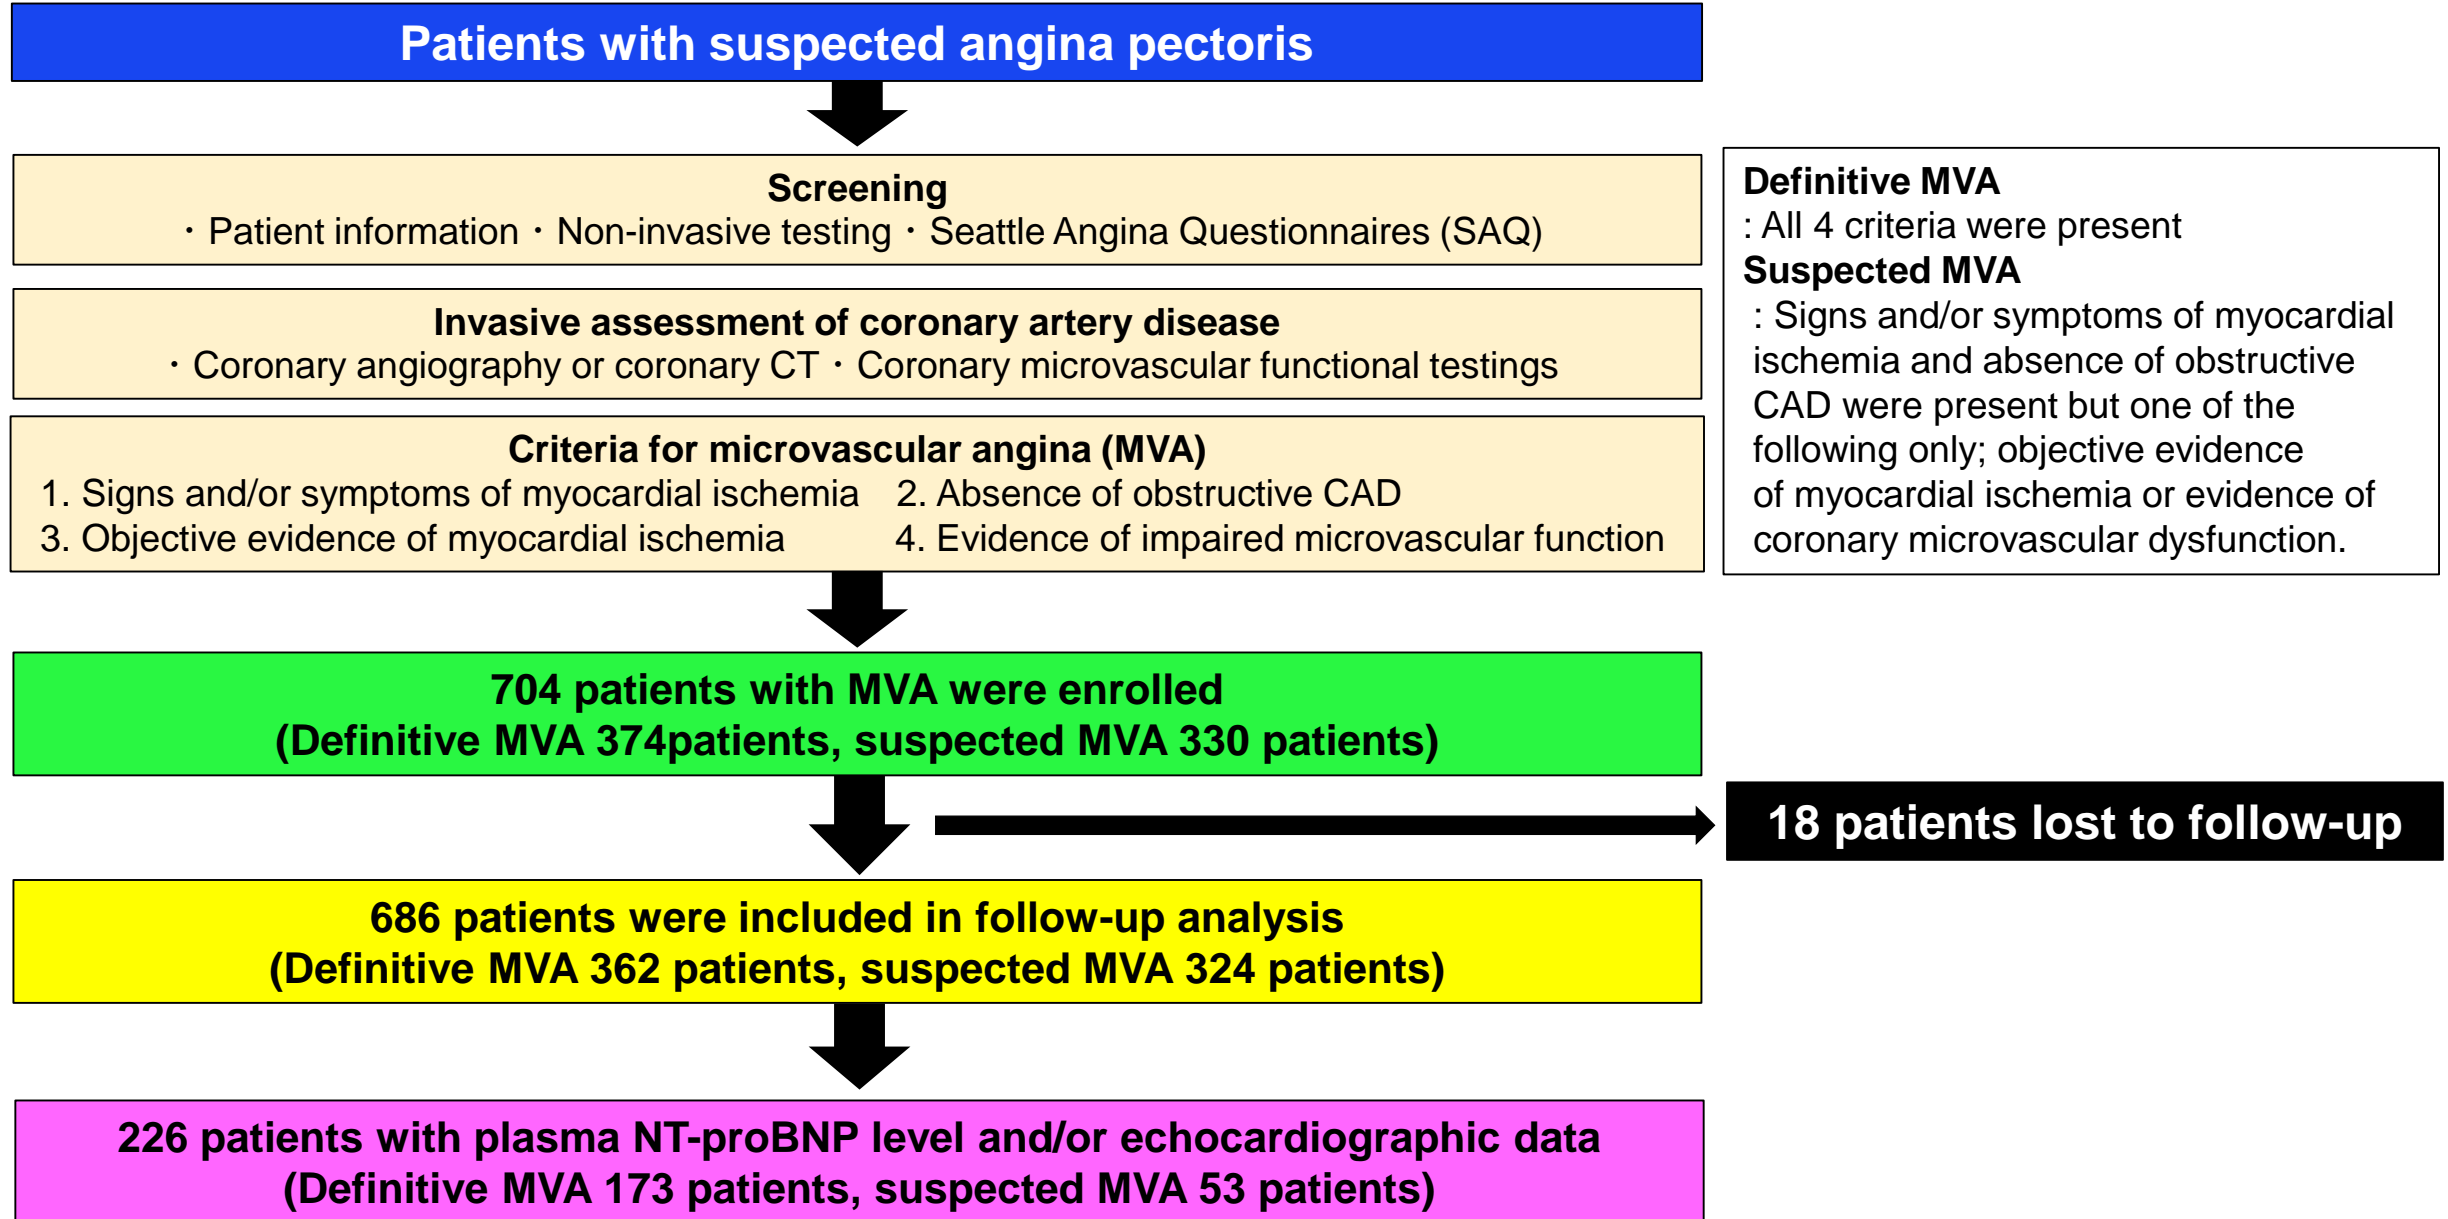 Patients with suspected angina pectoris
Screening
・Patient information・Non-invasive testing・Seattle Angina Questionnaires (SAQ)
Invasive assessment of coronary artery disease
・Coronary angiography or coronary CT・Coronary microvascular functional testings
Criteria for microvascular angina (MVA)
1. Signs and/or symptoms of myocardial ischemia 2. Absence of obstructive CAD
3. Objective evidence of myocardial ischemia 4. Evidence of impaired microvascular function
Definitive MVA
: All 4 criteria were present
Suspected MVA
: Signs and/or symptoms of myocardial
ischemia and absence of obstructive
CAD were present but one of the
following only; objective evidence
of myocardial ischemia or evidence of
coronary microvascular dysfunction.
704 patients with MVA were enrolled
(Definitive MVA 374patients, suspected MVA 330 patients)
18 patients lost to follow-up
686 patients were included in follow-up analysis
(Definitive MVA 362 patients, suspected MVA 324 patients)
226 patients with plasma NT-proBNP level and/or echocardiographic data
(Definitive MVA 173 patients, suspected MVA 53 patients)